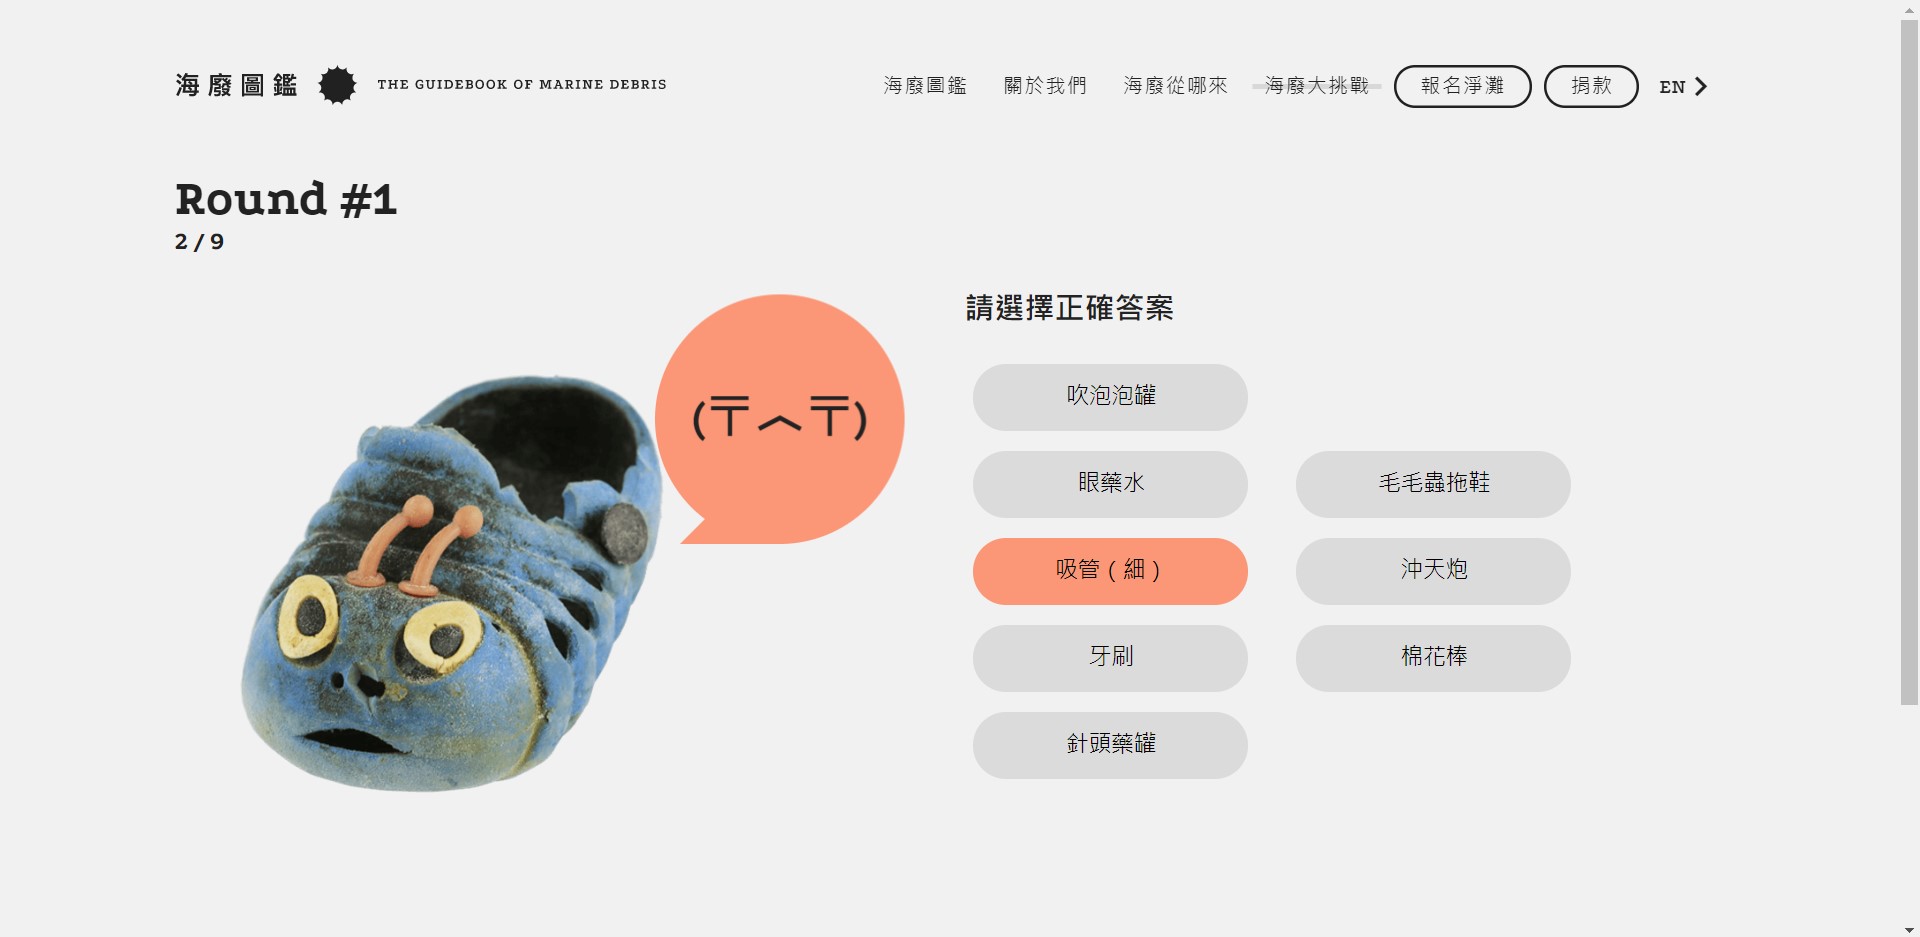 海廢圖鑑 THE GUIDEBOOK OF MARINE DEBRIS 海廢圖鑑 關於我們 海廢從哪來 海廢大挑戰 報名淨灘 捐款 EN
Round #1
2 / 9
請選擇正確答案
(〒︿〒)
吹泡泡罐
眼藥水 毛毛蟲拖鞋
吸管（細） 沖天炮
牙刷 棉花棒
針頭藥罐